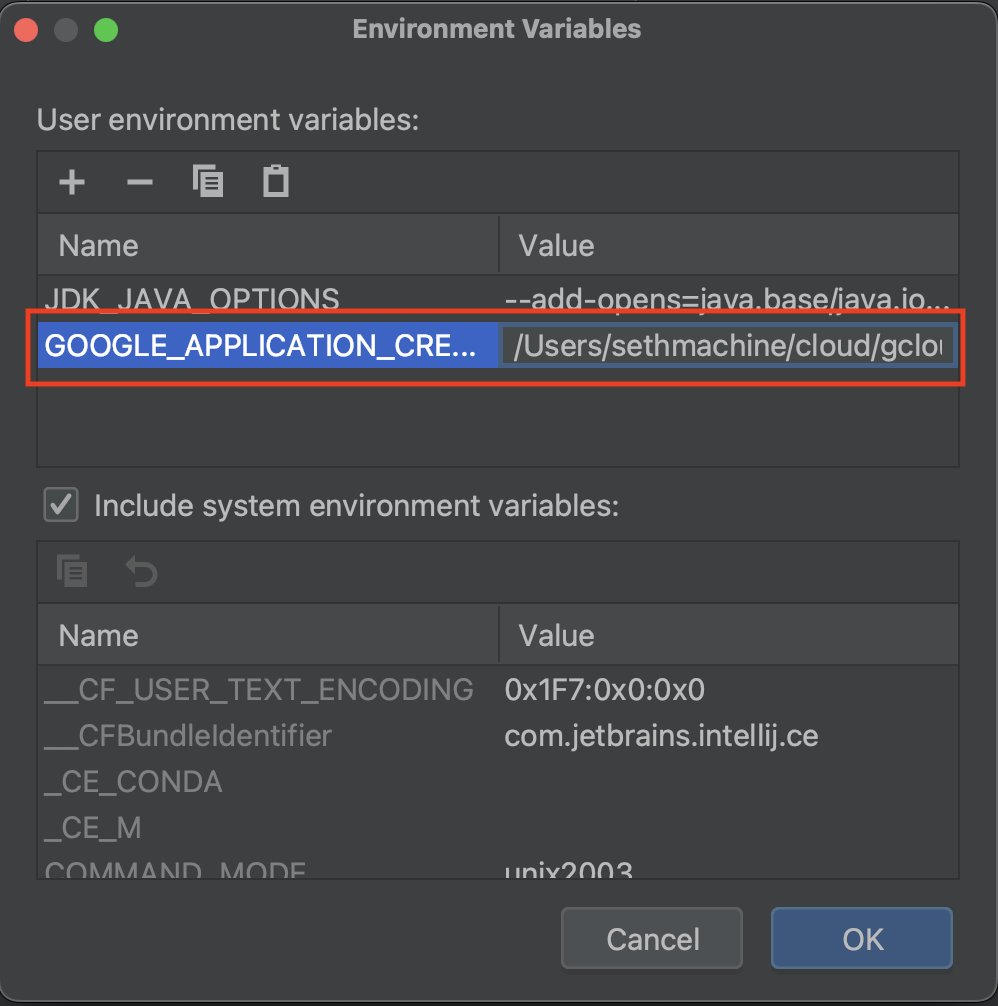 Environment Variables
User environment variables:
Name Value
JDK_JAVA_OPTIONS --add-opens=java.base/java.io...
GOOGLE_APPLICATION_CRE... /Users/sethmachine/cloud/gclou
Include system environment variables:
Name Value
__CF_USER_TEXT_ENCODING 0x1F7:0x0:0x0
__CFBundleIdentifier com.jetbrains.intellij.ce
_CE_CONDA
_CE_M
COMMAND_MODE unix2003
Cancel OK